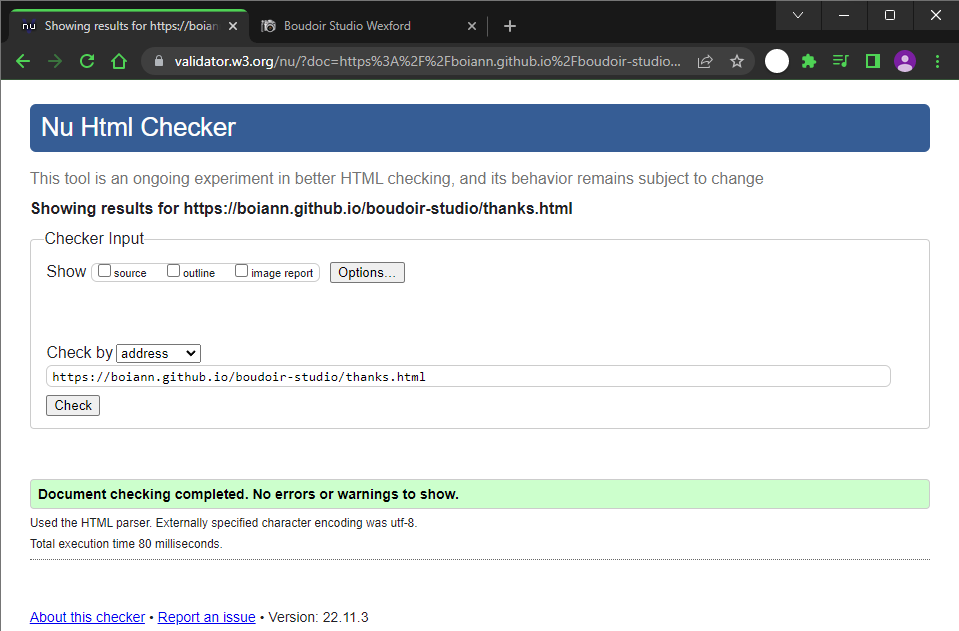 nu Showing results for https://boian
Boudoir Studio Wexford
validator.w3.org/nu/?doc=https%3A%2F%2Fboiann.github.io%2Fboudoir-studio...
Nu Html Checker
This tool is an ongoing experiment in better HTML checking, and its behavior remains subject to change
Showing results for https://boiann.github.io/boudoir-studio/thanks.html
Checker Input
Show source outline image report Options...
Check by address
https://boiann.github.io/boudoir-studio/thanks.html
Check
Document checking completed. No errors or warnings to show.
Used the HTML parser. Externally specified character encoding was utf-8.
Total execution time 80 milliseconds.
About this checker • Report an issue • Version: 22.11.3